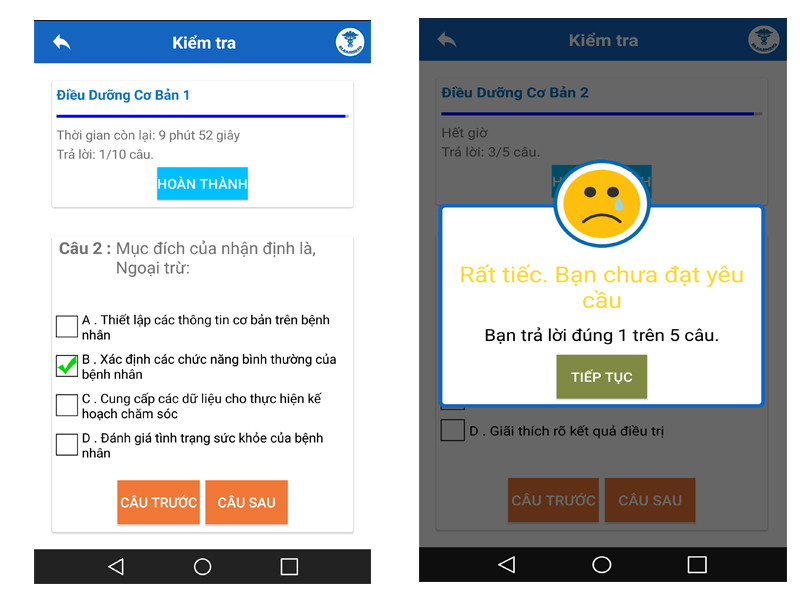 Kiểm tra
Điều Dưỡng Cơ Bản 1
Thời gian còn lại: 9 phút 52 giây
Trả lời: 1/10 câu.
HOÀN THÀNH
Câu 2 : Mục đích của nhận định là,
Ngoại trừ:
A . Thiết lập các thông tin cơ bản trên bệnh
nhân
B . Xác định các chức năng bình thường của
bệnh nhân
C . Cung cấp các dữ liệu cho thực hiện kế
hoạch chăm sóc
D . Đánh giá tình trạng sức khỏe của bệnh
nhân
CÂU TRƯỚC
CÂU SAU
Kiểm tra
Điều Dưỡng Cơ Bản 2
Hết giờ
Trả lời: 3/5 câu.
Rất tiếc. Bạn chưa đạt yêu
cầu
Bạn trả lời đúng 1 trên 5 câu.
TIẾP TỤC
D . Giãi thích rõ kết quả điều trị
CÂU TRƯỚC
CÂU SAU